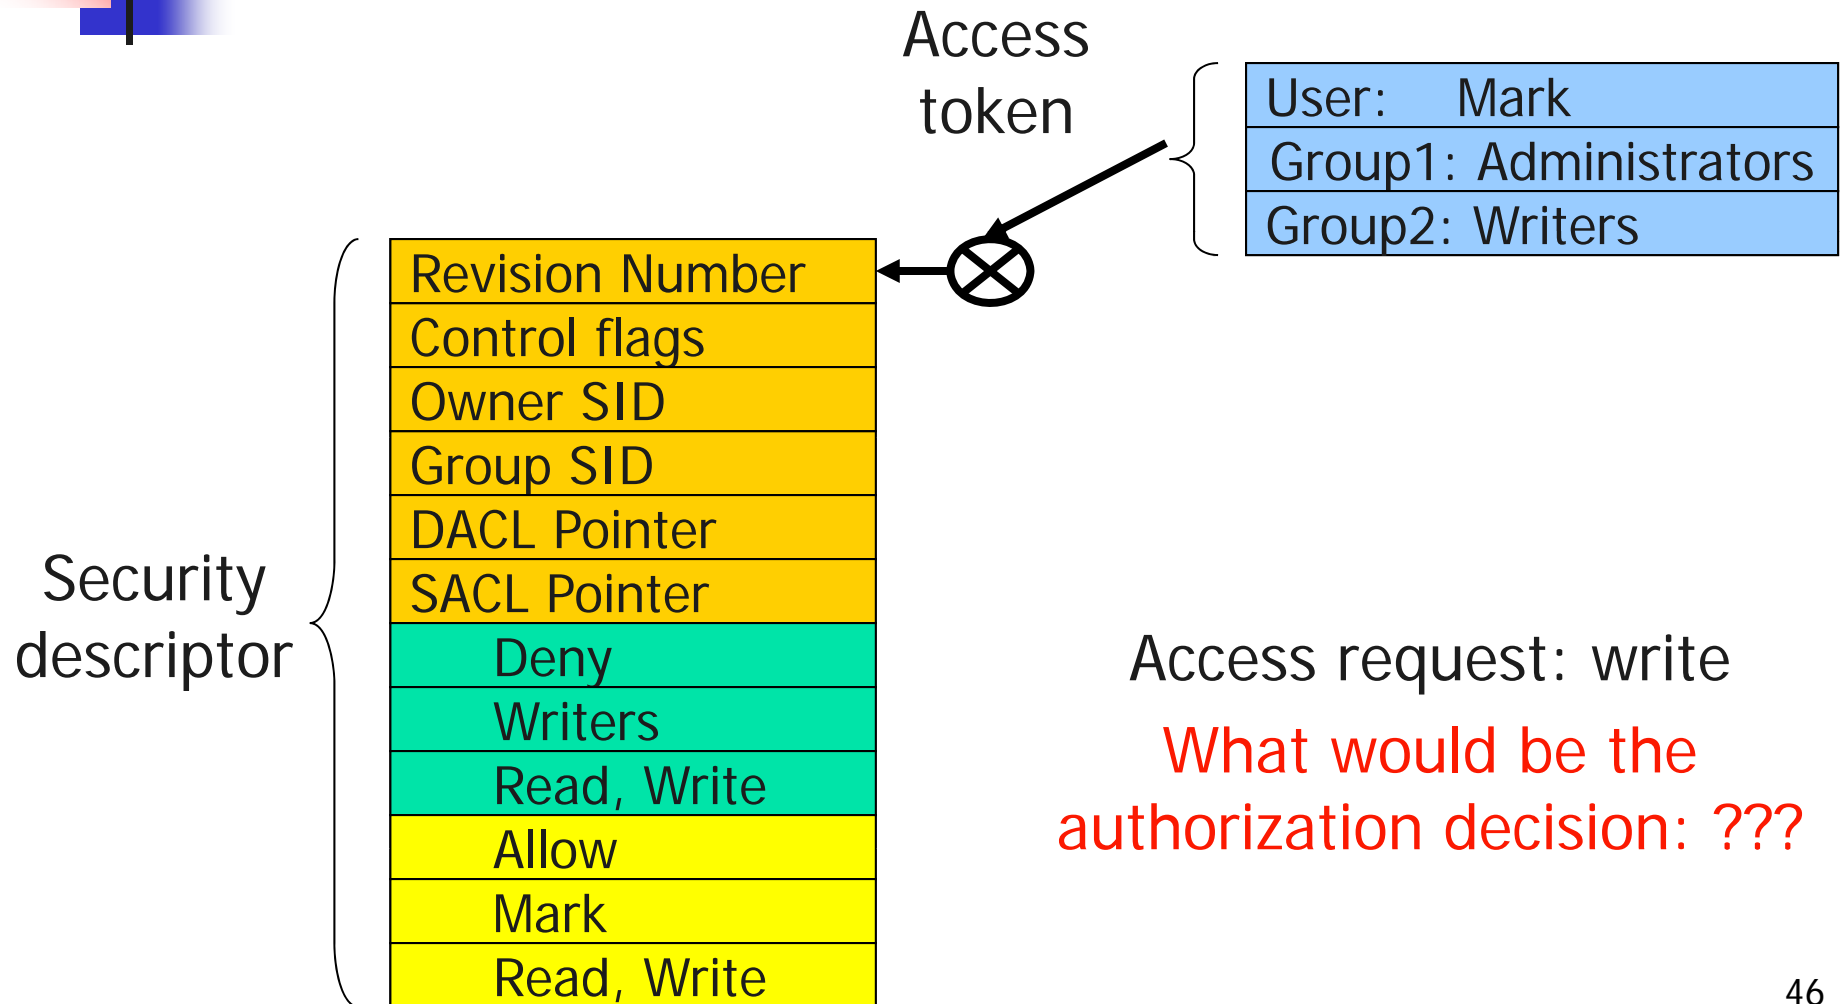 Access
token
User: Mark
Group1: Administrators
Group2: Writers
Revision Number
Control flags
Owner SID
Group SID
DACL Pointer
SACL Pointer
Deny
Writers
Read, Write
Allow
Mark
Read, Write
Security
descriptor
Access request: write
What would be the
authorization decision: ???
46